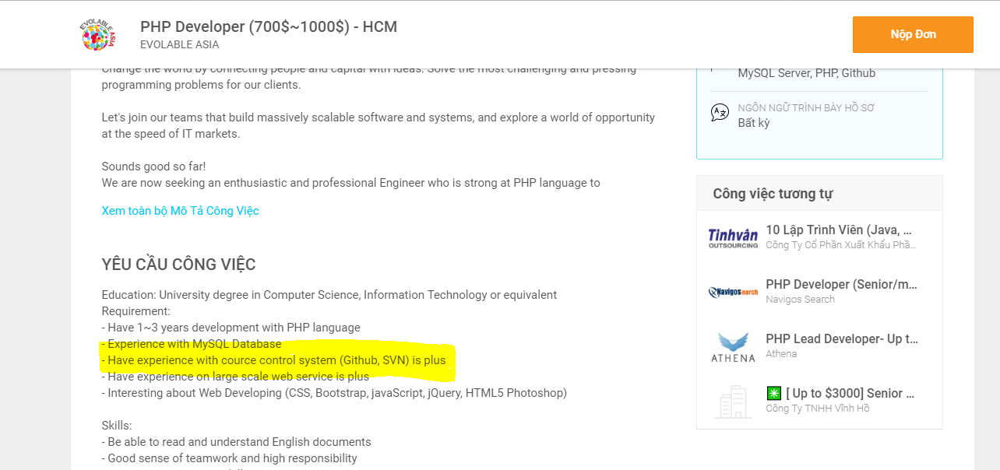 EVOLABLE ASIA
PHP Developer (700$~1000$) - HCM
EVOLABLE ASIA
Nộp Đơn
Change the world by connecting people and capital with ideas. Solve the most challenging and pressing
programming problems for our clients.
Let's join our teams that build massively scalable software and systems, and explore a world of opportunity
at the speed of IT markets.
Sounds good so far!
We are now seeking an enthusiastic and professional Engineer who is strong at PHP language to
Xem toàn bộ Mô Tả Công Việc
YÊU CẦU CÔNG VIỆC
Education: University degree in Computer Science, Information Technology or equivalent
Requirement:
- Have 1~3 years development with PHP language
- Experience with MySQL Database
- Have experience with cource control system (Github, SVN) is plus
- Have experience on large scale web service is plus
- Interesting about Web Developing (CSS, Bootstrap, javaScript, jQuery, HTML5 Photoshop)
Skills:
- Be able to read and understand English documents
- Good sense of teamwork and high responsibility
MySQL Server, PHP, Github
NGÔN NGỮ TRÌNH BÀY HỒ SƠ
Bất kỳ
Công việc tương tự
Tinhvân
OUTSOURCING
10 Lập Trình Viên (Java, ...
Công Ty Cổ Phần Xuất Khẩu Phầ...
Navigos search
PHP Developer (Senior/m...
Navigos Search
ATHENA
PHP Lead Developer- Up t...
Athena
[ Up to $3000] Senior ...
Công Ty TNHH Vĩnh Hồ